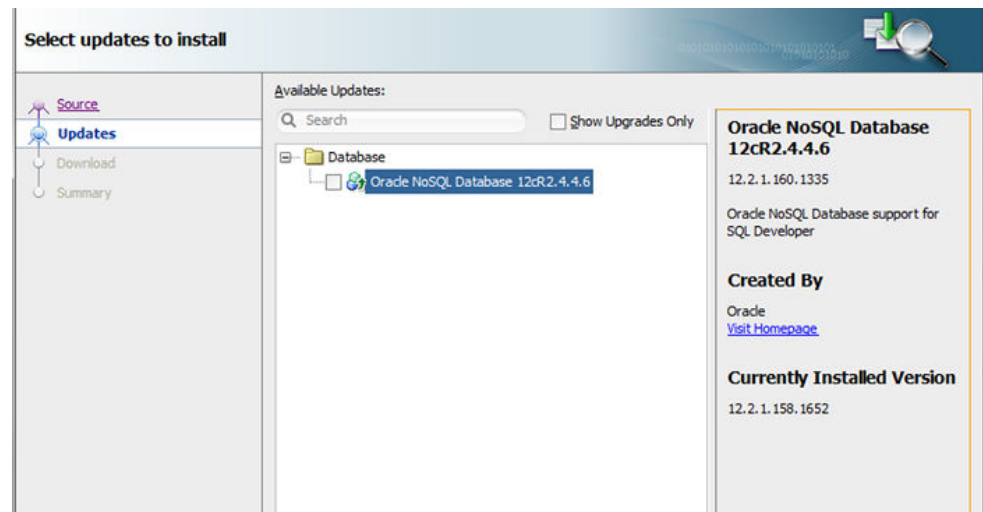 Select updates to install
Source
Updates
Download
Summary
Available Updates:
Search
Show Upgrades Only
Database
Oracle NoSQL Database 12cR2.4.4.6
Oracle NoSQL Database
12cR2.4.4.6
12.2.1.160.1335
Oracle NoSQL Database support for
SQL Developer
Created By
Oracle
Visit Homepage
Currently Installed Version
12.2.1.158.1652